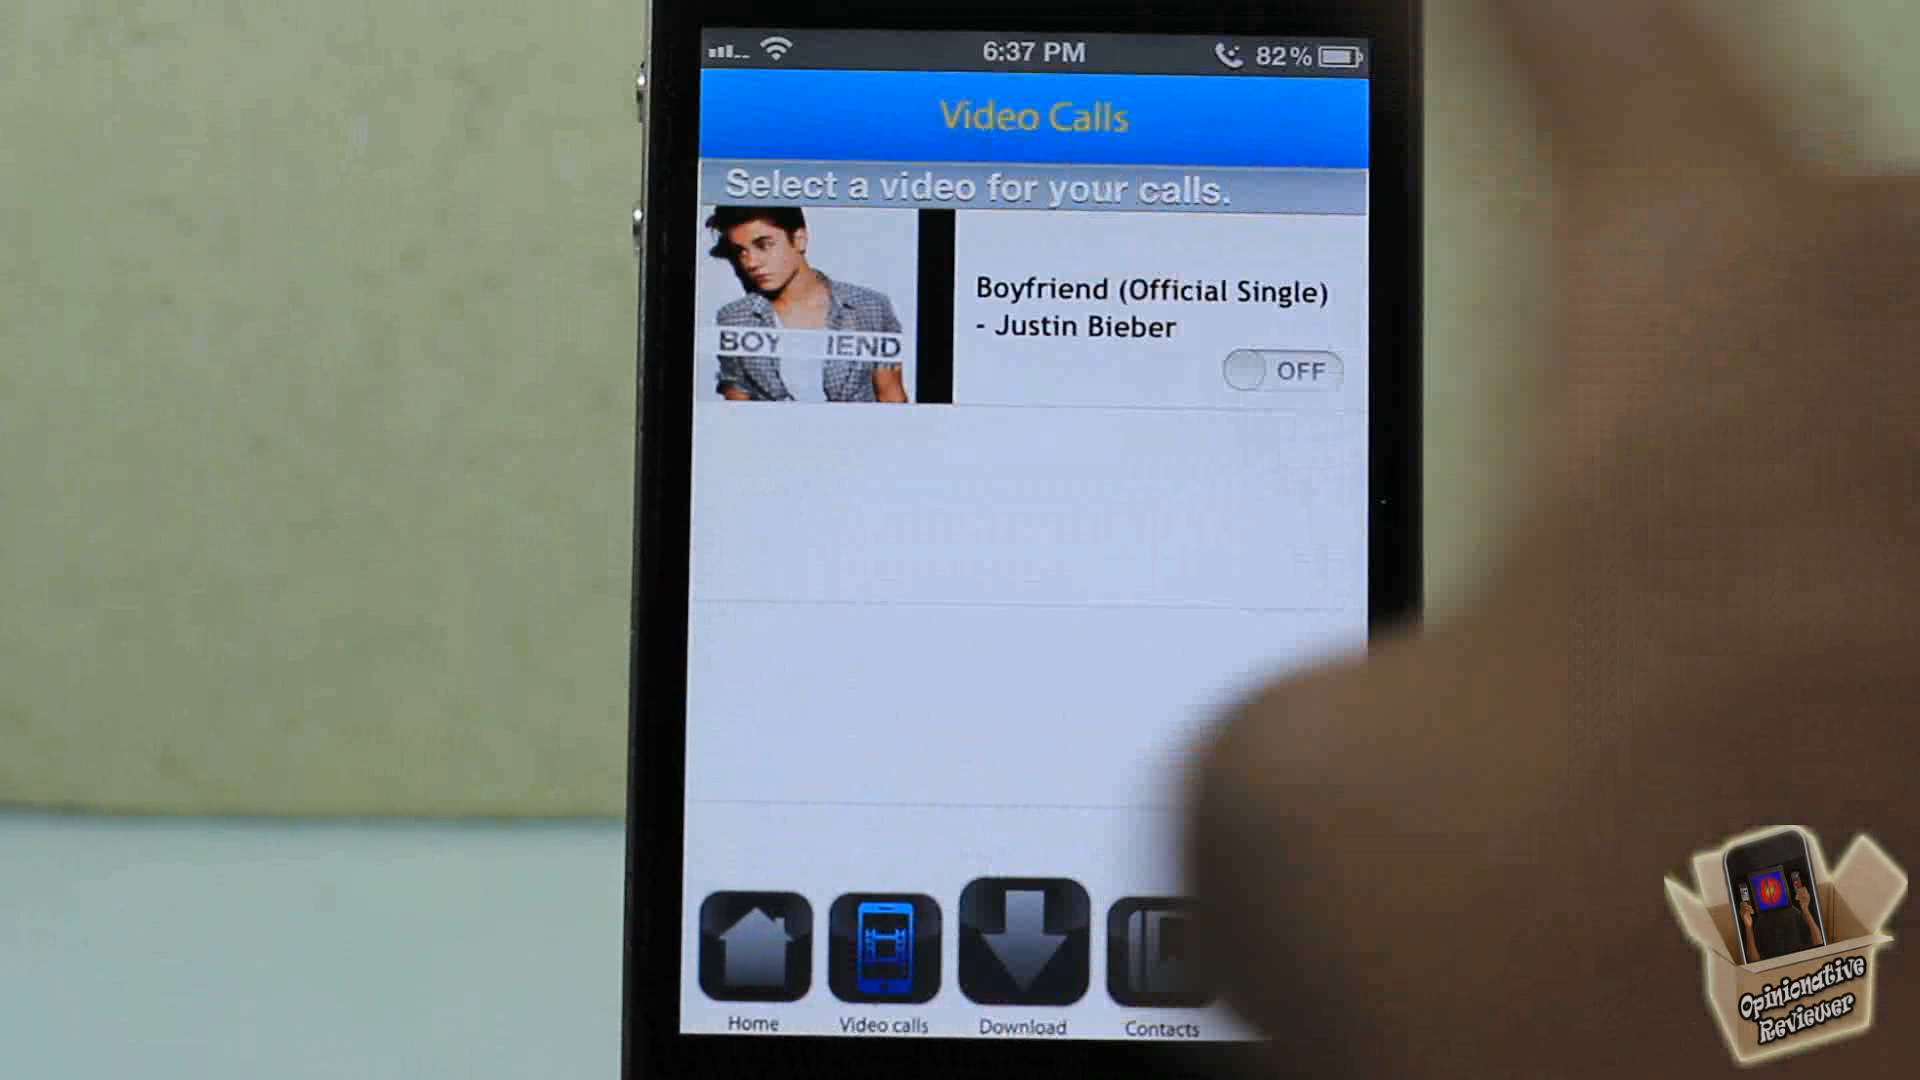 6:37 PM
82%
Video Calls
Select a video for your calls.
BOY IEND
Boyfriend (Official Single)
- Justin Bieber
OFF
Home
Video calls
Download
Contacts
Opinionative
Reviewer